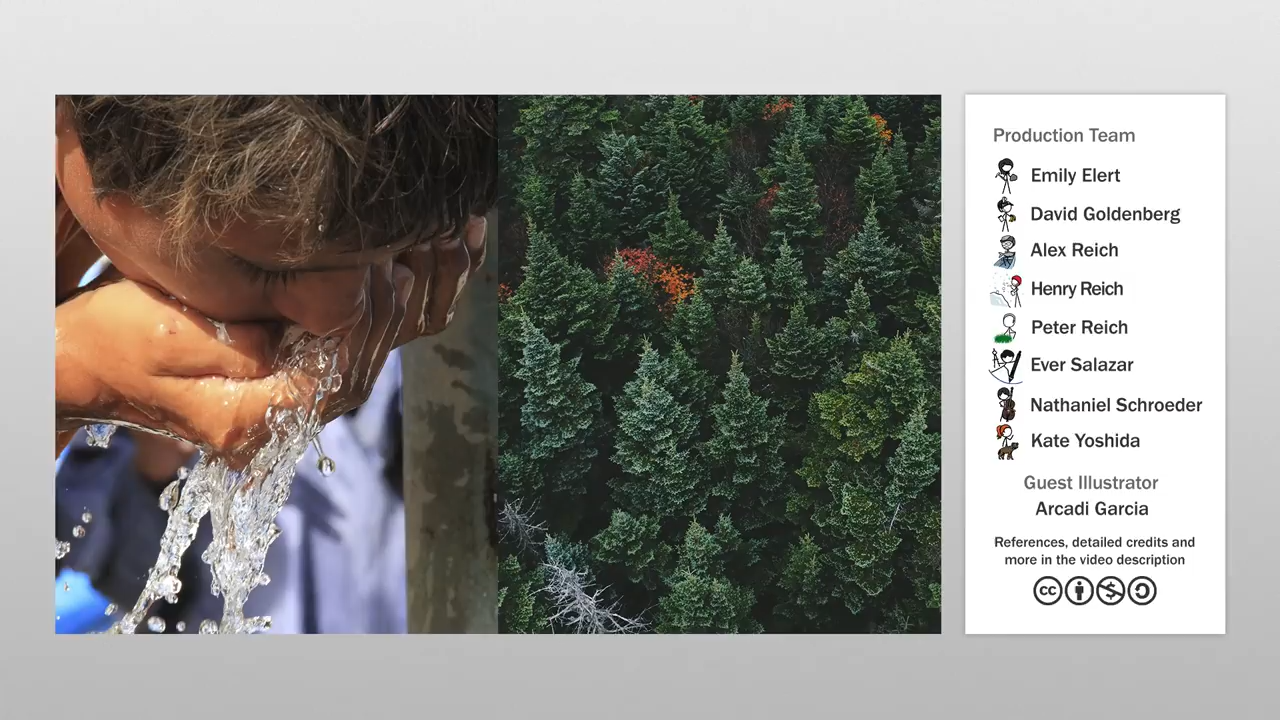 Production Team
Emily Elert
David Goldenberg
Alex Reich
Henry Reich
Peter Reich
Ever Salazar
Nathaniel Schroeder
Kate Yoshida
Guest Illustrator
Arcadi Garcia
References, detailed credits and
more in the video description
cc